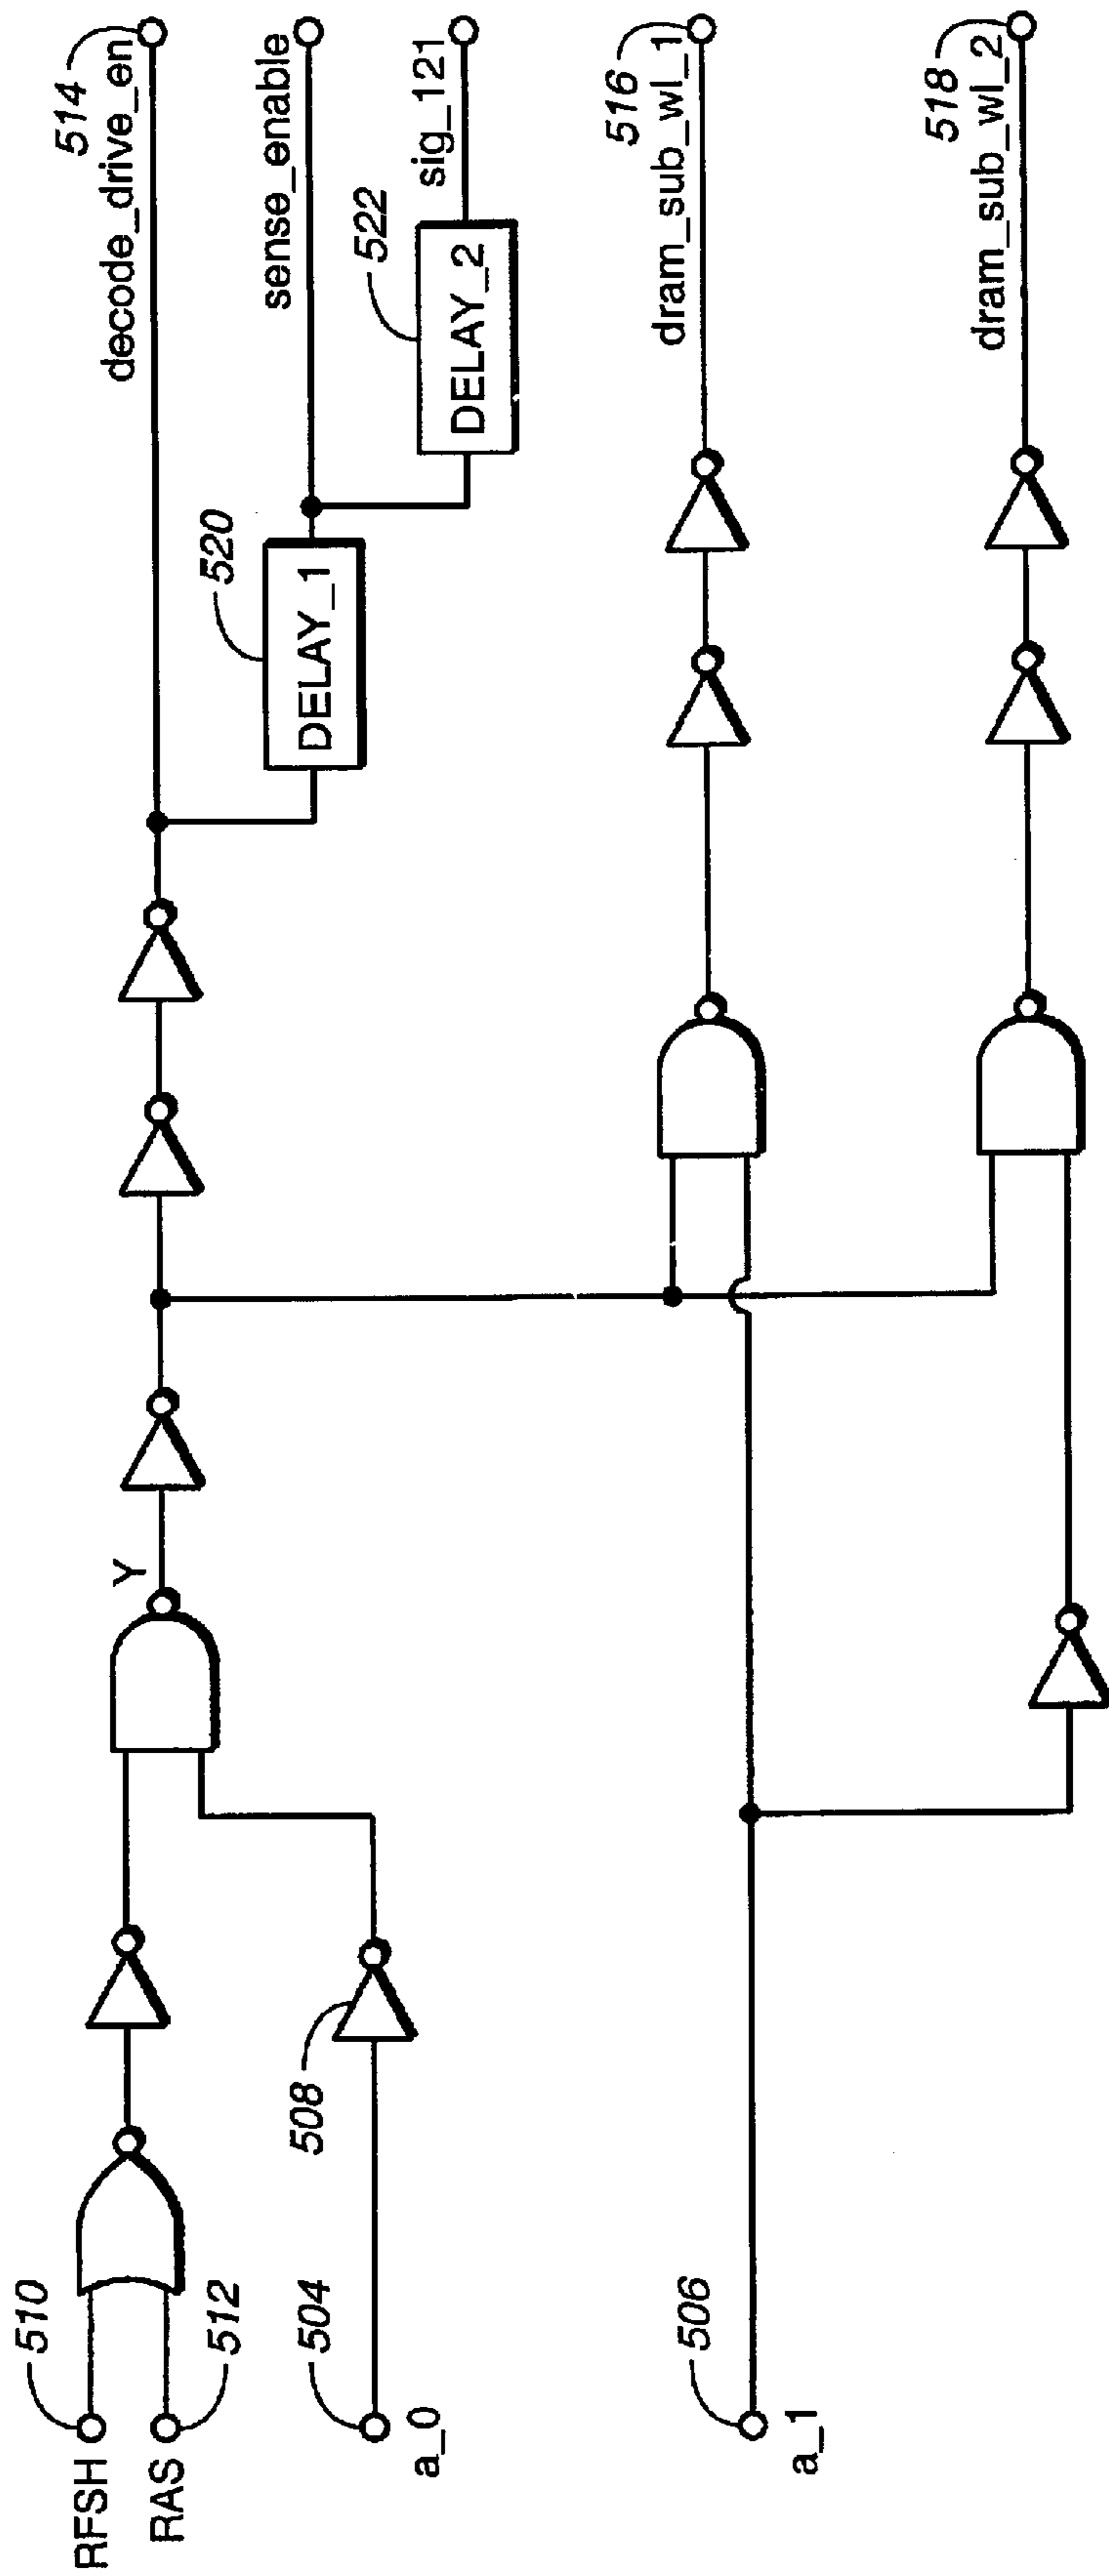 510
RFSH
RAS
512
504
a_0
508
Y
514
decode_drive_en
520
DELAY_1
sense_enable
522
DELAY_2
sig_121
506
a_1
516
dram_sub_wl_1
518
dram_sub_wl_2